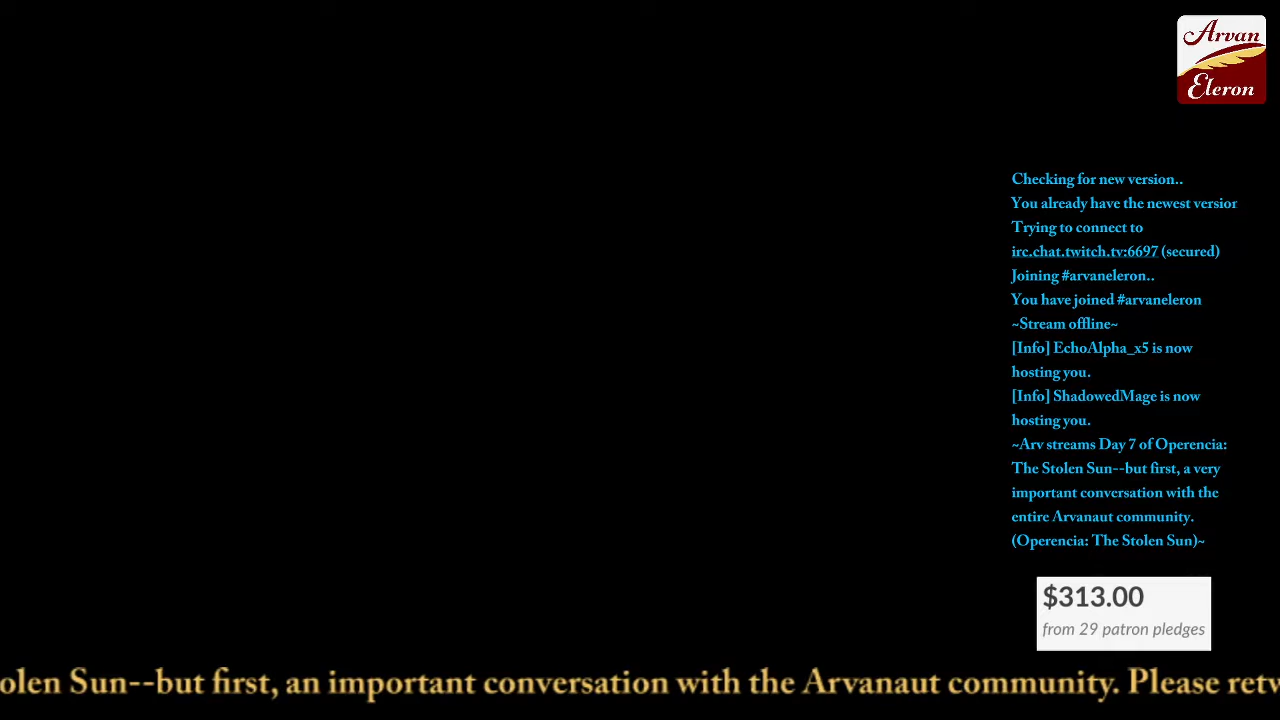 Arvan
Eleron
Checking for new version..
You already have the newest version
Trying to connect to
irc.chat.twitch.tv:6697 (secured)
Joining #arvaneleron..
You have joined #arvaneleron
~Stream offline~
[Info] EchoAlpha_x5 is now
hosting you.
[Info] ShadowedMage is now
hosting you.
~Arv streams Day 7 of Operencia:
The Stolen Sun--but first, a very
important conversation with the
entire Arvanaut community.
(Operencia: The Stolen Sun)~
$313.00
from 29 patron pledges
olen Sun--but first, an important conversation with the Arvanaut community. Please retw